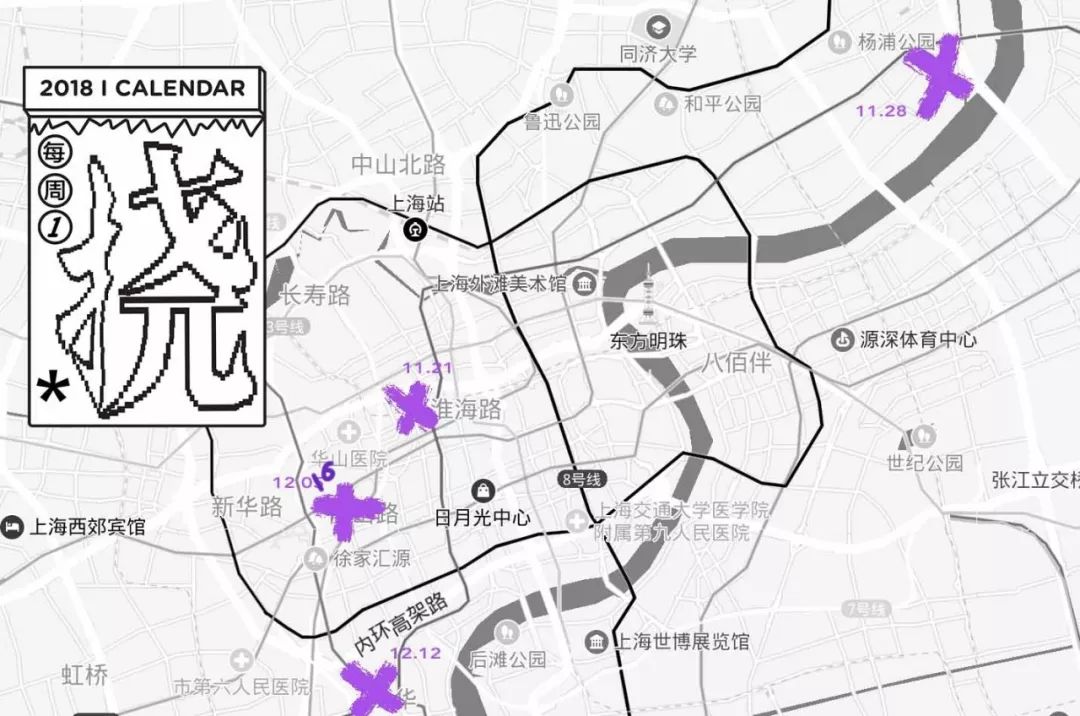 2018 I CALENDAR
每
周
1
挠
*
同济大学
杨浦公园
11.28
鲁迅公园
和平公园
中山北路
上海站
上海外滩美术馆
长寿路
3号线
东方明珠
源深体育中心
八佰伴
11.21
淮海路
华山医院
世纪公园
12.0
6
8号线
张江立交
新华路
日月光中心
上海交通大学医学院
附属第九人民医院
上海西郊宾馆
徐家汇源
内环高架路
7号线
12.12
后滩公园
上海世博展览馆
虹桥
市第六人民医院
华